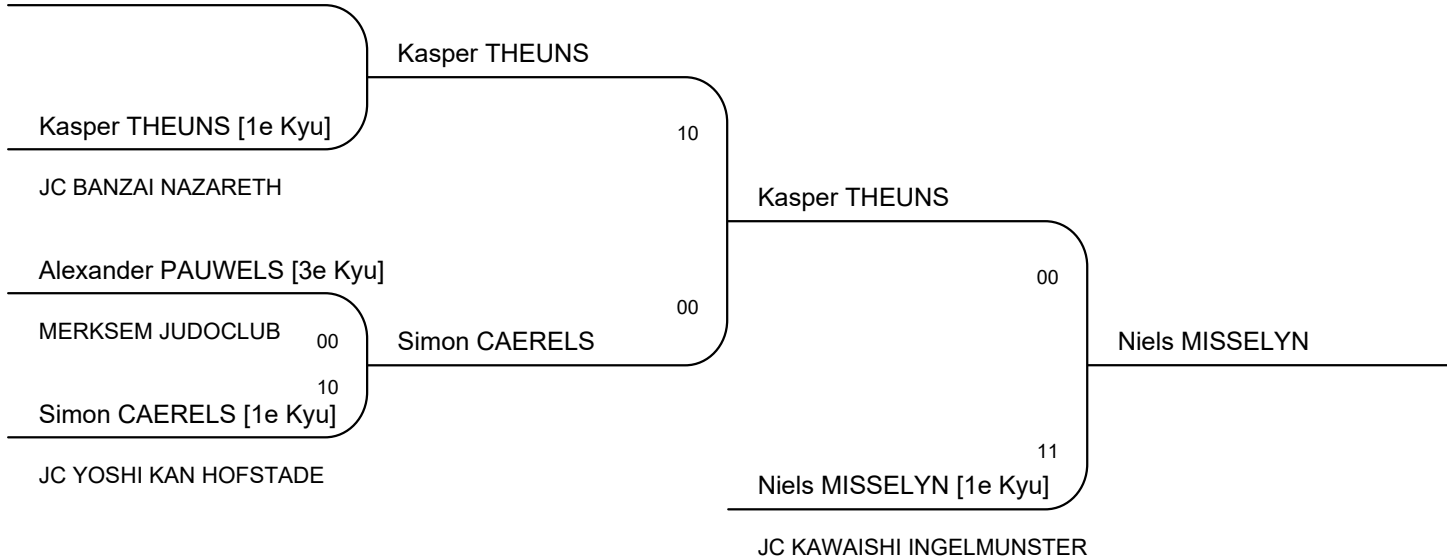 Kasper THEUNS
Kasper THEUNS [1e Kyu]
10
JC BANZAI NAZARETH
Kasper THEUNS
Alexander PAUWELS [3e Kyu]
00
00
MERKSEM JUDOCLUB
00
Simon CAERELS
Niels MISSELYN
10
Simon CAERELS [1e Kyu]
11
JC YOSHI KAN HOFSTADE
Niels MISSELYN [1e Kyu]
JC KAWAISHI INGELMUNSTER